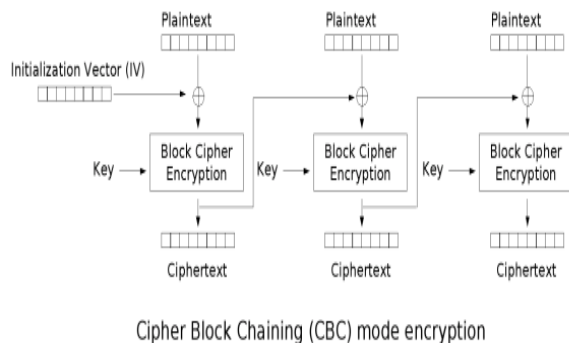 Plaintext
Plaintext
Plaintext
Initialization Vector (IV)
Key
Block Cipher
Encryption
Key
Block Cipher
Encryption
Key
Block Cipher
Encryption
Ciphertext
Ciphertext
Ciphertext
Cipher Block Chaining (CBC) mode encryption